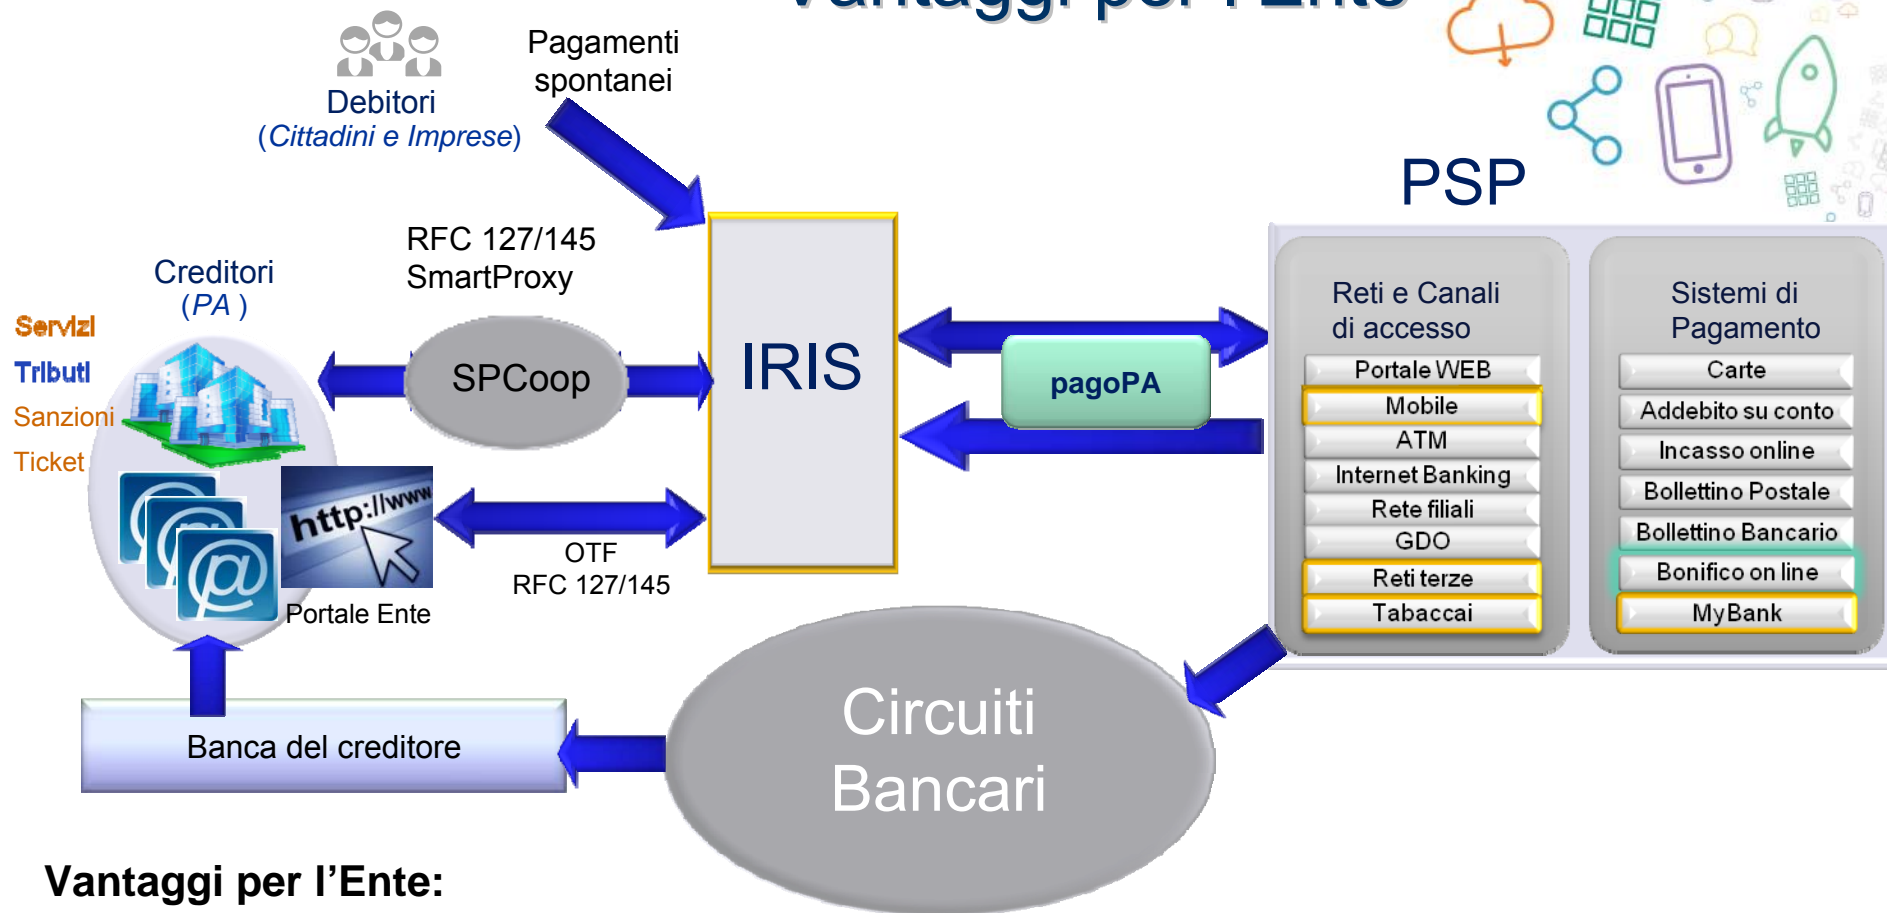 Vantaggi per l'Ente
Pagamenti
spontanei
Debitori
(Cittadini e Imprese)
PSP
RFC 127/145
SmartProxy
Creditori
(PA )
Servizi
Tributi
Sanzioni
Ticket
SPCoop
IRIS
pagoPA
Reti e Canali
di accesso
Portale WEB
Mobile
ATM
Internet Banking
Rete filiali
GDO
Reti terze
Tabaccai
Sistemi di
Pagamento
Carte
Addebito su conto
Incasso online
Bollettino Postale
Bollettino Bancario
Bonifico on line
MyBank
http://www
OTF
RFC 127/145
Portale Ente
Circuiti
Bancari
Banca del creditore
Vantaggi per l’Ente: